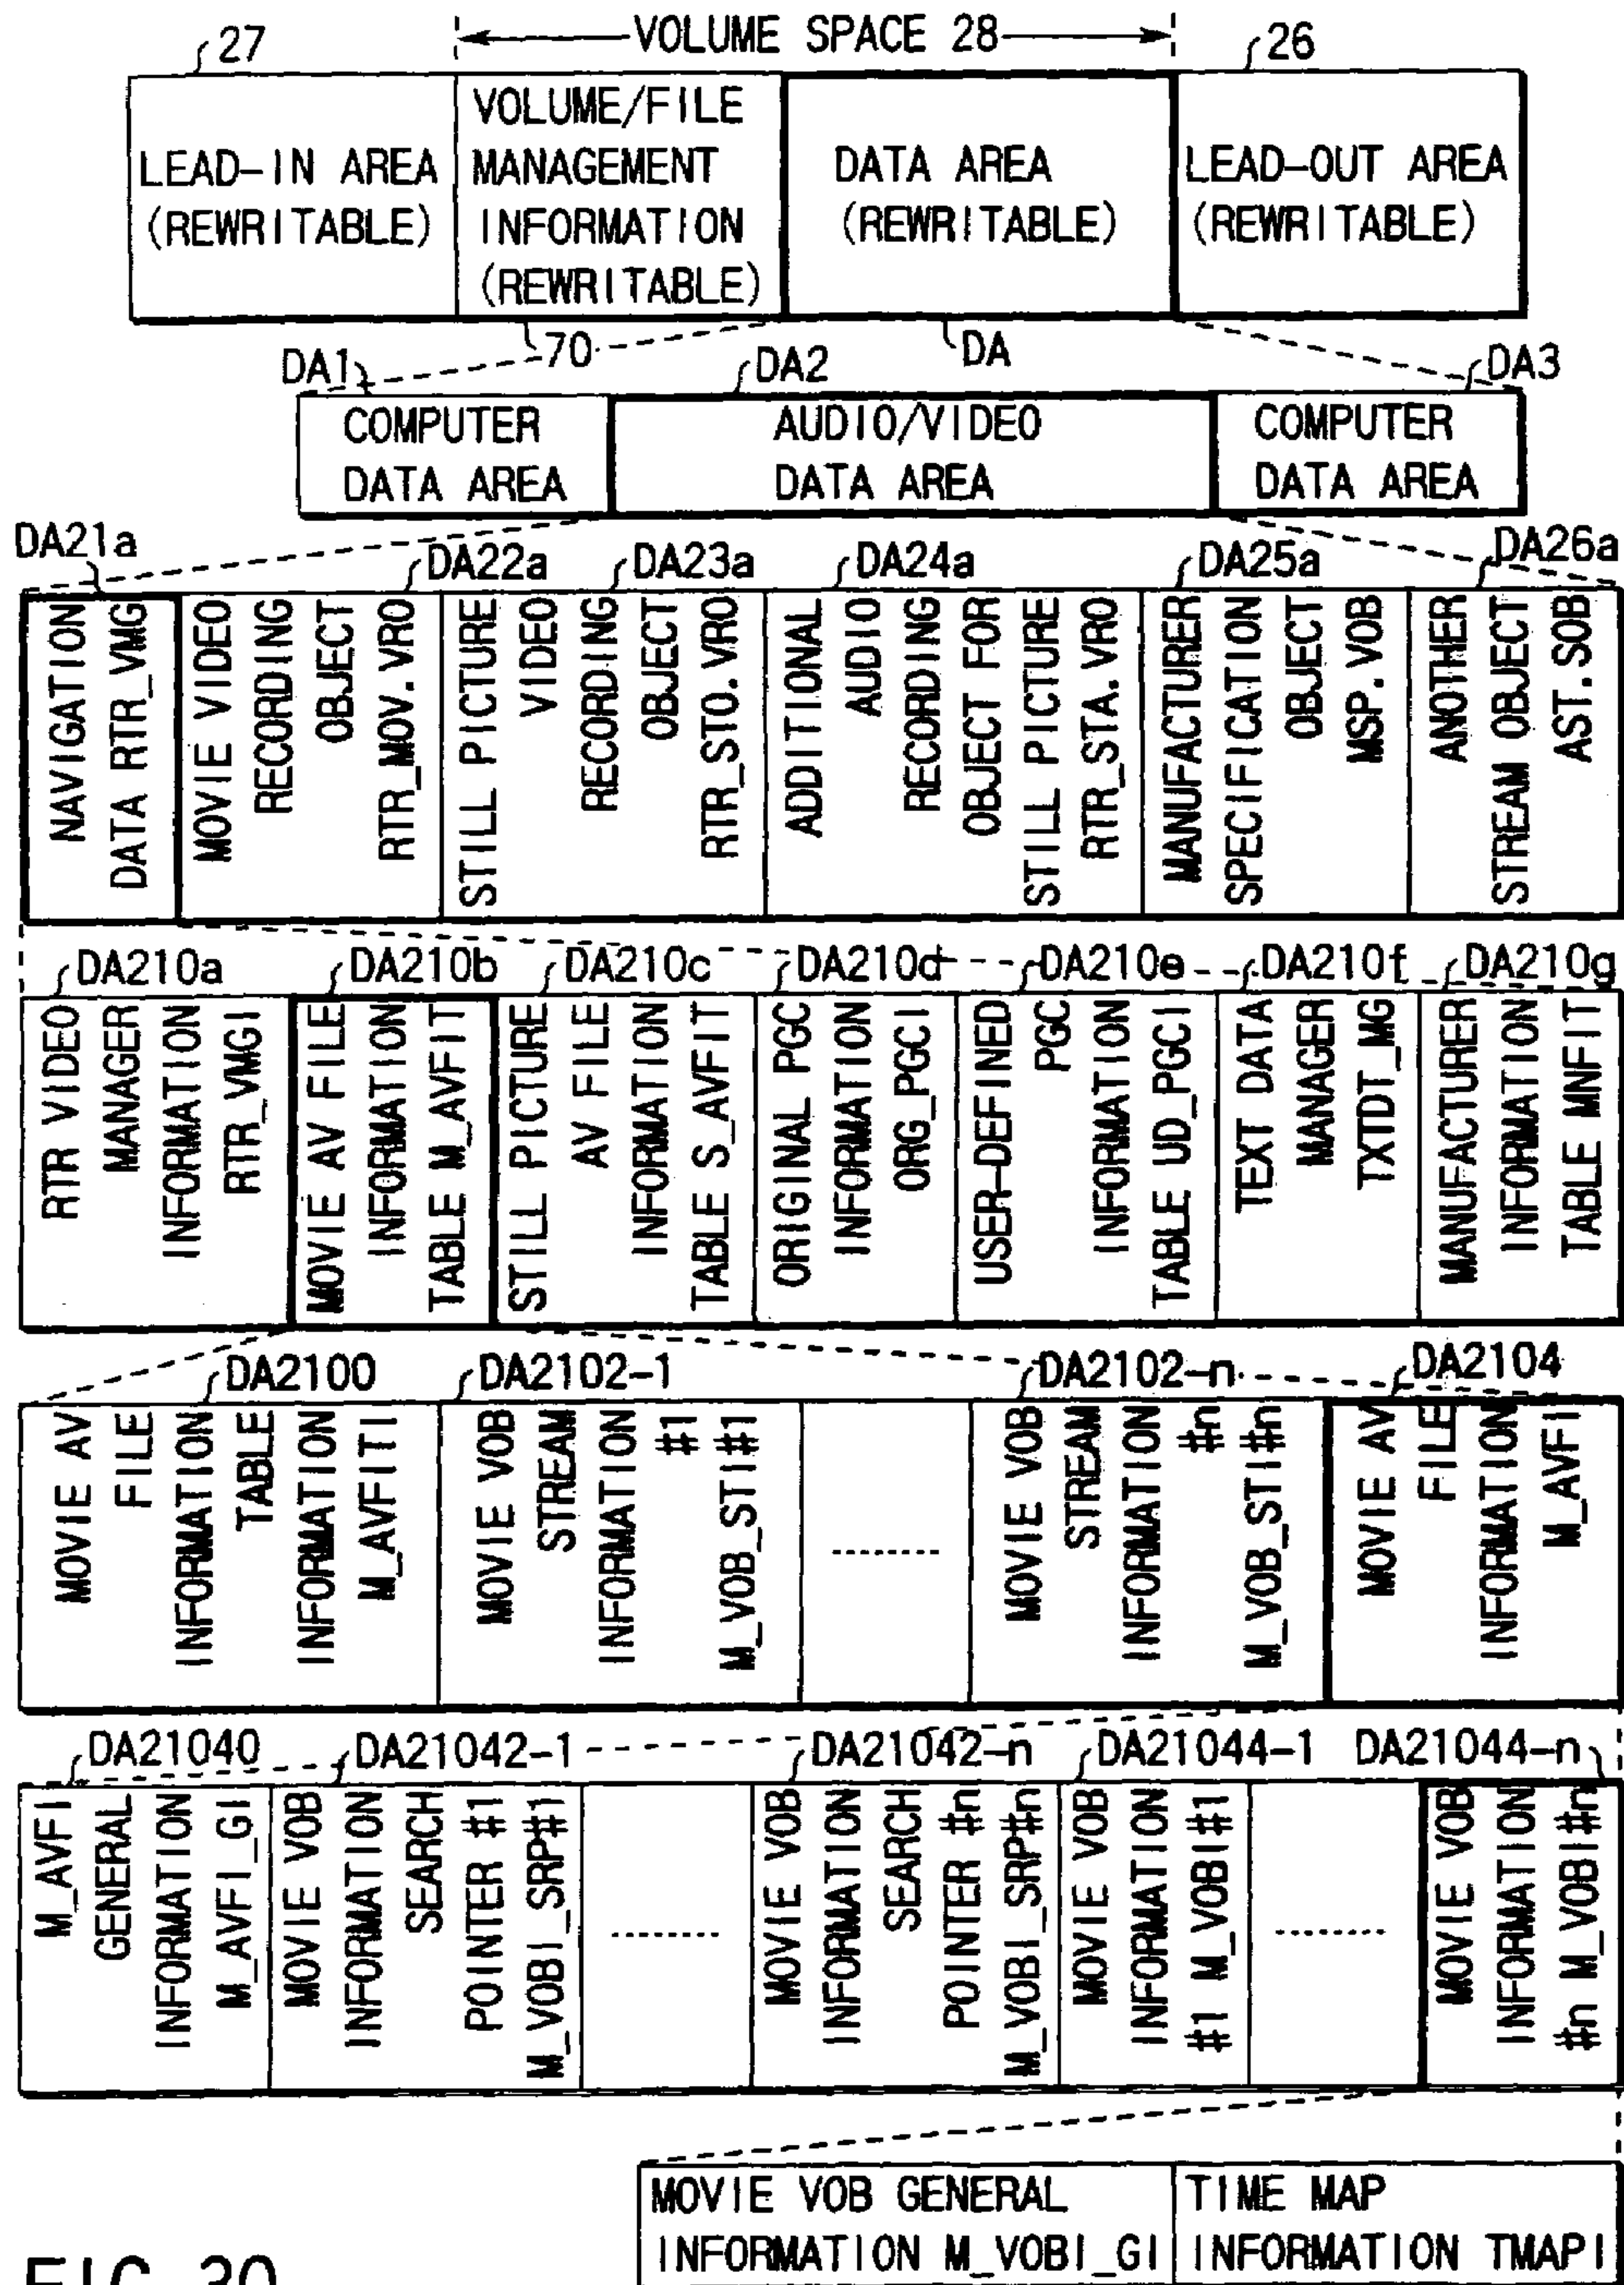 27
VOLUME SPACE 28
26
LEAD-IN AREA
(REWRITABLE)
VOLUME/FILE
MANAGEMENT
INFORMATION
(REWRITABLE)
DATA AREA
(REWRITABLE)
LEAD-OUT AREA
(REWRITABLE)
70
DA
DA1
DA2
DA3
COMPUTER
DATA AREA
AUDIO/VIDEO
DATA AREA
COMPUTER
DATA AREA
DA21a
DA22a
DA23a
DA24a
DA25a
DA26a
NAVIGATION
DATA RTR_VMG
MOVIE VIDEO
RECORDING
OBJECT
RTR_MOV.VRO
STILL PICTURE
VIDEO
RECORDING
OBJECT
RTR_STO.VRO
ADDITIONAL
AUDIO
RECORDING
OBJECT FOR
STILL PICTURE
RTR_STA.VRO
MANUFACTURER
SPECIFICATION
OBJECT
MSP.VOB
ANOTHER
STREAM OBJECT
AST.SOB
DA210a
DA210b
DA210c
DA210d
DA210e
DA210f
DA210g
RTR VIDEO
MANAGER
INFORMATION
RTR_VMGI
MOVIE AV FILE
INFORMATION
TABLE M_AVFIT
STILL PICTURE
AV FILE
INFORMATION
TABLE S_AVFIT
ORIGINAL PGC
INFORMATION
ORG_PGCI
USER-DEFINED
PGC
INFORMATION
TABLE UD_PGCI
TEXT DATA
MANAGER
TXTDT_MG
MANUFACTURER
INFORMATION
TABLE MNFIT
DA2100
DA2102-1
DA2102-n
DA2104
MOVIE AV
FILE
INFORMATION
TABLE
INFORMATION
M_AVFITI
MOVIE VOB
STREAM
INFORMATION
#1
M_VOB_STI#1
MOVIE VOB
STREAM
INFORMATION
#n
M_VOB_STI#n
MOVIE AV
FILE
INFORMATION
M_AVFI
DA21040
DA21042-1
DA21042-n
DA21044-1
DA21044-n
M_AVFI
GENERAL
INFORMATION
M_AVFI_GI
MOVIE VOB
INFORMATION
SEARCH
POINTER #1
M_VOBI_SRP#1
MOVIE VOB
INFORMATION
SEARCH
POINTER #n
M_VOBI_SRP#n
MOVIE VOB
INFORMATION
#1 M_VOBI#1
MOVIE VOB
INFORMATION
#n M_VOBI#n
MOVIE VOB GENERAL
INFORMATION M_VOBI_GI
TIME MAP
INFORMATION TMAPI
FIG. 30